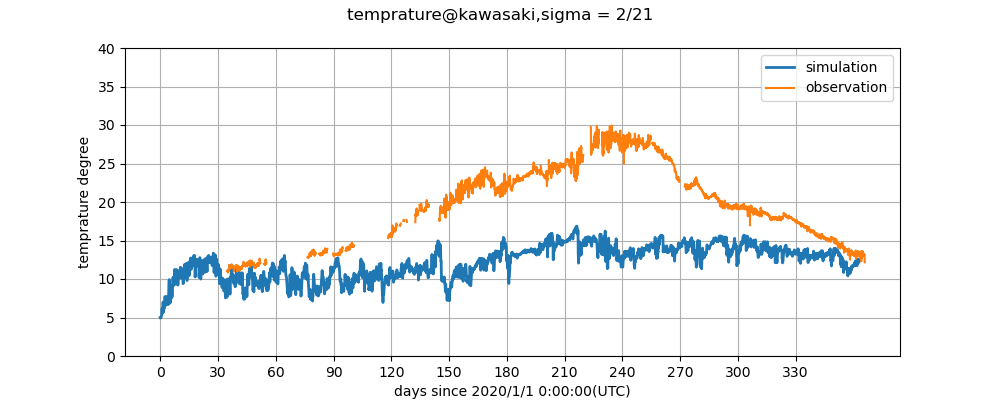 temprature@kawasaki,sigma = 2/21
simulation
observation
temprature degree
40
35
30
25
20
15
10
5
0
0 30 60 90 120 150 180 210 240 270 300 330
days since 2020/1/1 0:00:00(UTC)